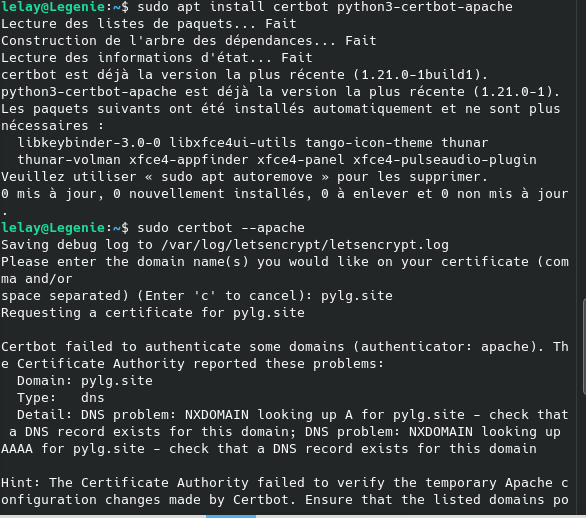 lelay@Legenie:~$ sudo apt install certbot python3-certbot-apache
Lecture des listes de paquets... Fait
Construction de l'arbre des dépendances... Fait
Lecture des informations d'état... Fait
certbot est déjà la version la plus récente (1.21.0-1build1).
python3-certbot-apache est déjà la version la plus récente (1.21.0-1).
Les paquets suivants ont été installés automatiquement et ne sont plus
nécessaires :
  libkeybinder-3.0-0 libxfce4ui-utils tango-icon-theme thunar
  thunar-volman xfce4-appfinder xfce4-panel xfce4-pulseaudio-plugin
Veuillez utiliser « sudo apt autoremove » pour les supprimer.
0 mis à jour, 0 nouvellement installés, 0 à enlever et 0 non mis à jour
.
lelay@Legenie:~$ sudo certbot --apache
Saving debug log to /var/log/letsencrypt/letsencrypt.log
Please enter the domain name(s) you would like on your certificate (com
ma and/or
space separated) (Enter 'c' to cancel): pylg.site
Requesting a certificate for pylg.site

Certbot failed to authenticate some domains (authenticator: apache). Th
e Certificate Authority reported these problems:
  Domain: pylg.site
  Type:   dns
  Detail: DNS problem: NXDOMAIN looking up A for pylg.site - check that
 a DNS record exists for this domain; DNS problem: NXDOMAIN looking up
AAAA for pylg.site - check that a DNS record exists for this domain

Hint: The Certificate Authority failed to verify the temporary Apache c
onfiguration changes made by Certbot. Ensure that the listed domains po